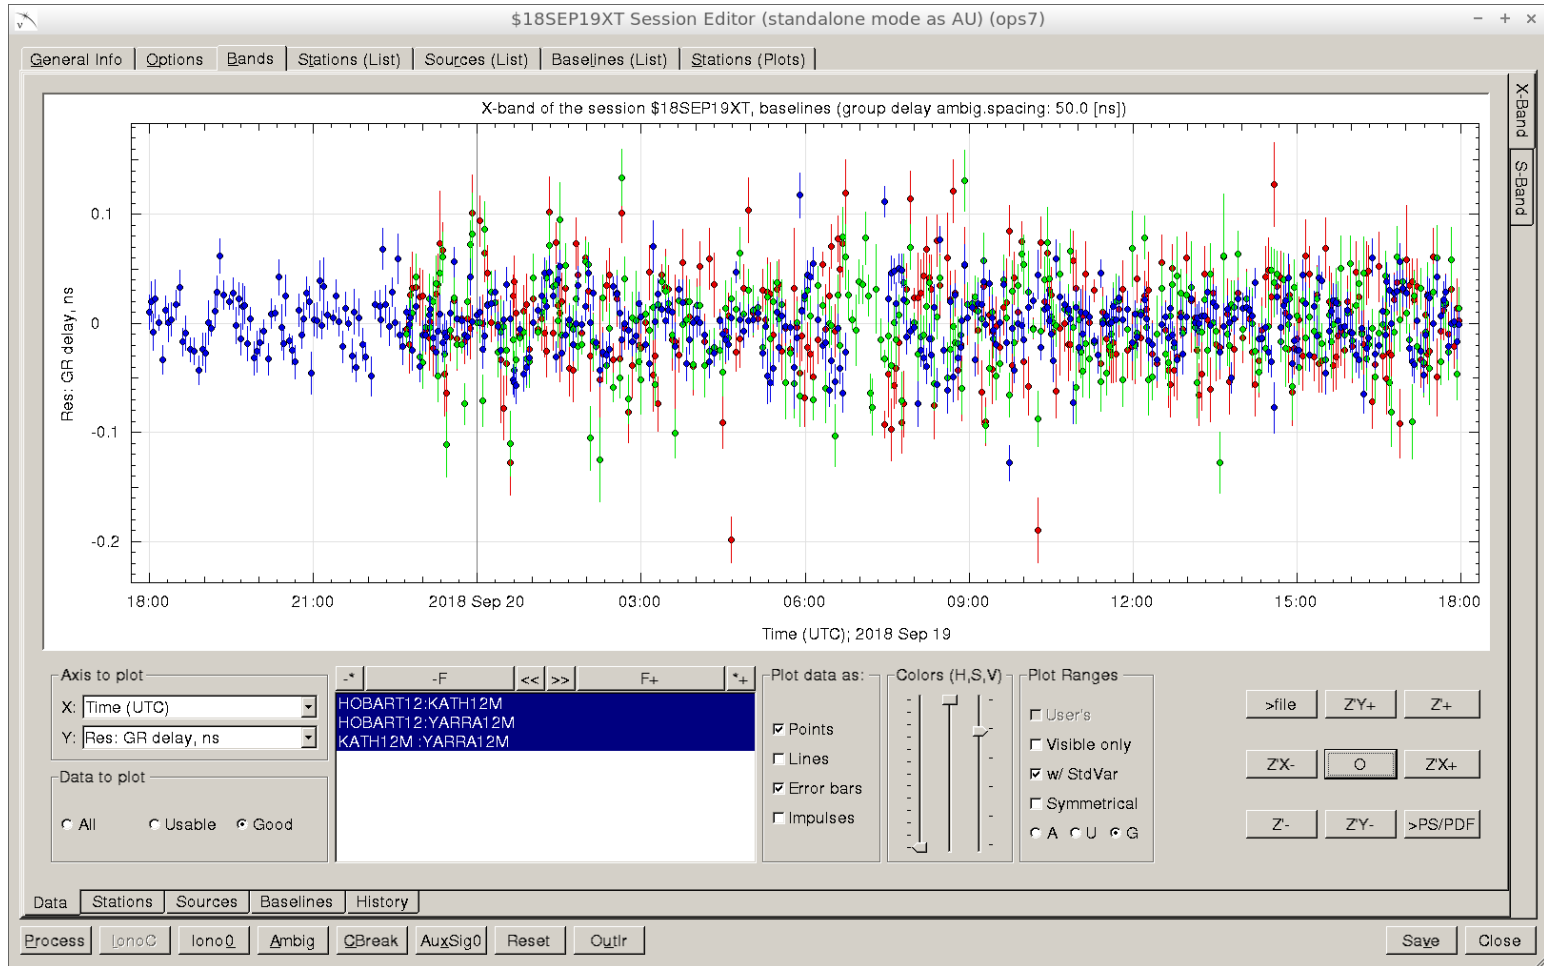 $18SEP19XT Session Editor (standalone mode as AU) (ops7)
General Info Options Bands Stations (List) Sources (List) Baselines (List) Stations (Plots)
X-Band
S-Band
X-band of the session $18SEP19XT, baselines (group delay ambig.spacing: 50.0 [ns])
Res: GR delay, ns
0.1
0
-0.1
-0.2
18:00 21:00 2018 Sep 20 03:00 06:00 09:00 12:00 15:00 18:00
Time (UTC); 2018 Sep 19
Axis to plot
X: Time (UTC)
Y: Res: GR delay, ns
Data to plot
All Usable Good
-* -F << >> F+ *+
HOBART12:KATH12M
HOBART12:YARRA12M
KATH12M :YARRA12M
Plot data as:
Points
Lines
Error bars
Impulses
Colors (H,S,V)
Plot Ranges
User's
Visible only
w/ StdVar
Symmetrical
A U G
>file Z'Y+ Z'+
Z'X- O Z'X+
Z'- Z'Y- >PS/PDF
Data Stations Sources Baselines History
Process IonoC Iono0 Ambig CBreak AuxSig0 Reset Outlr Save Close